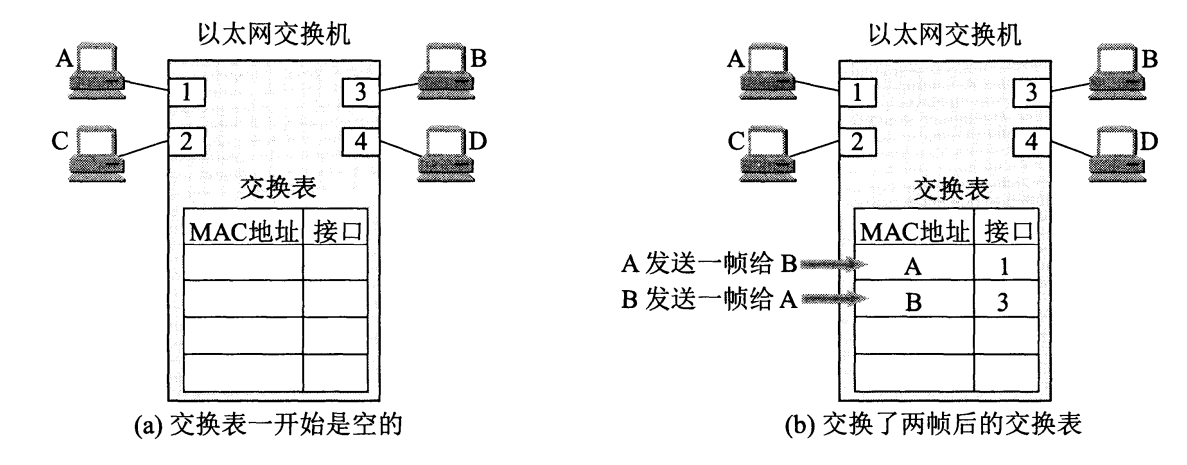 以太网交换机
A
B
1
3
C
2
4
D
交换表
MAC地址 接口
(a) 交换表一开始是空的
以太网交换机
A
B
1
3
C
2
4
D
交换表
MAC地址 接口
A 发送一帧给 B A 1
B 发送一帧给 A B 3
(b) 交换了两帧后的交换表